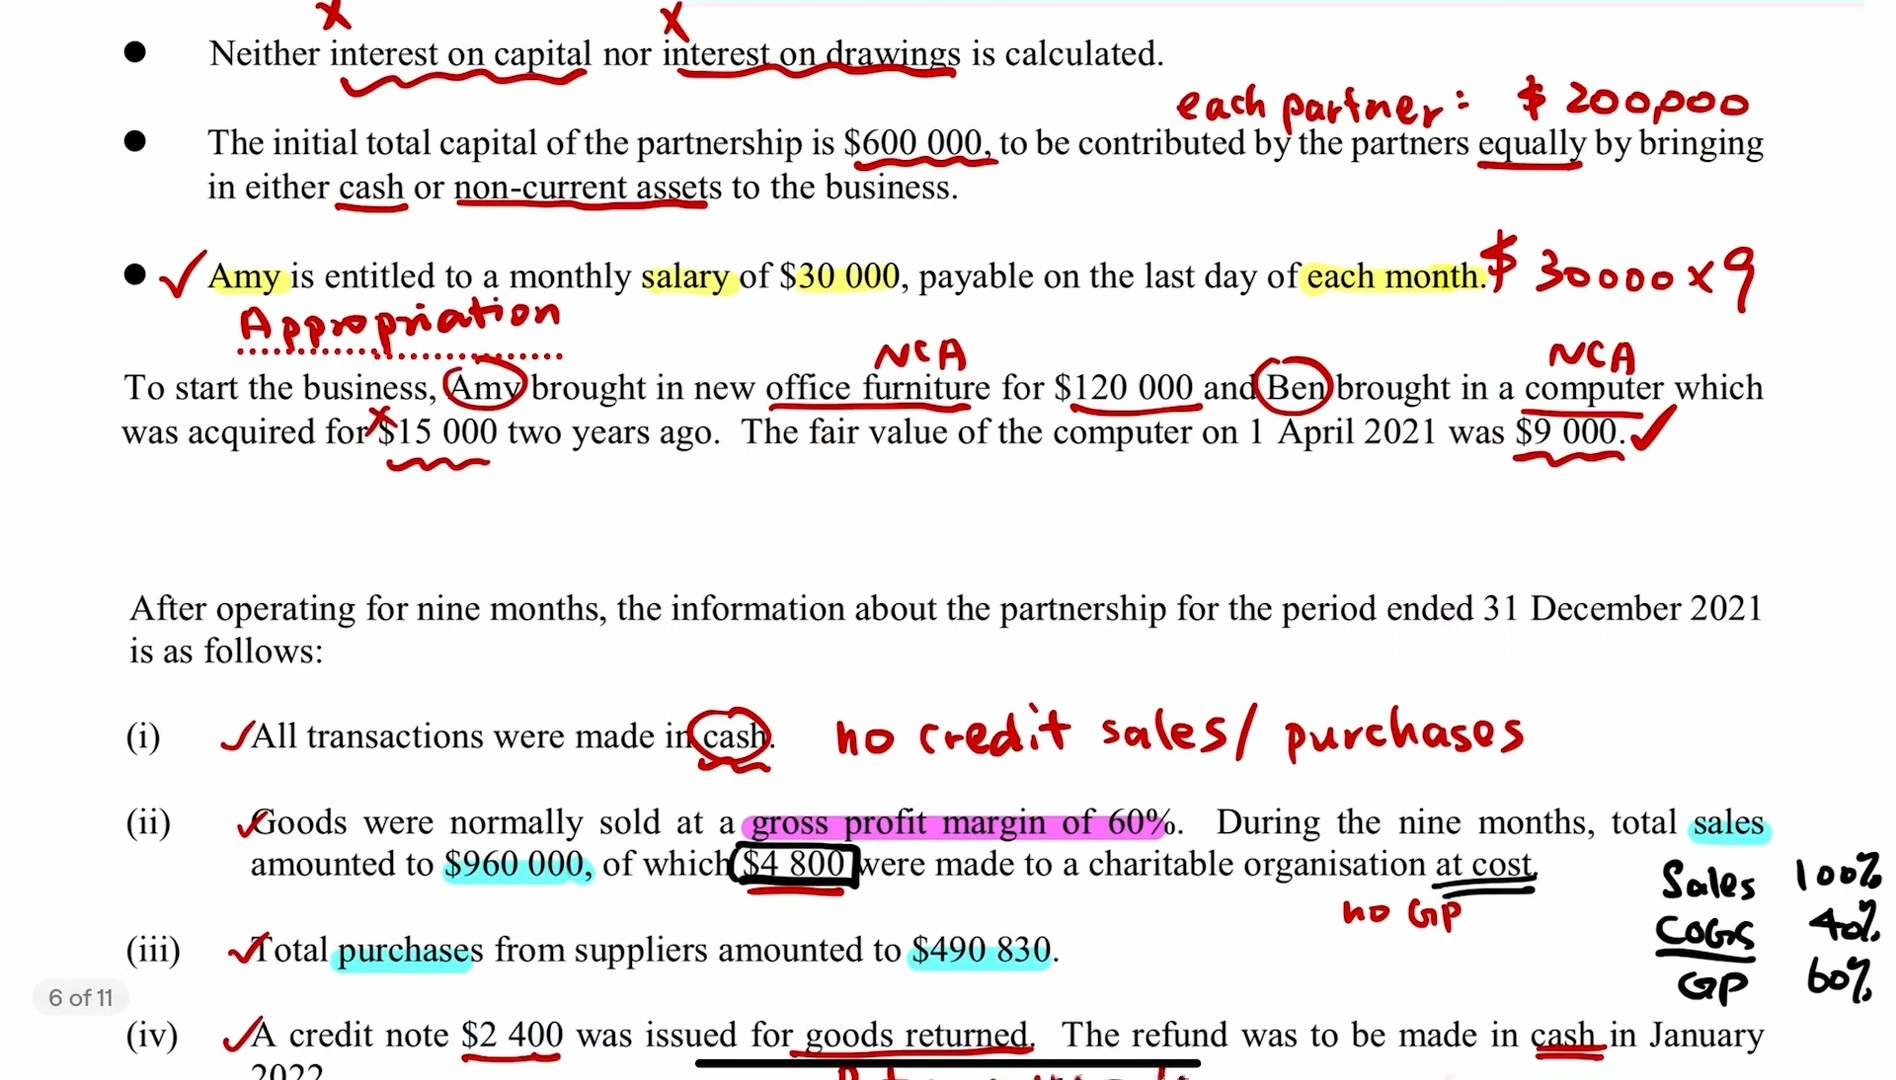 x x
● Neither interest on capital nor interest on drawings is calculated.
each partner: $ 200,000
● The initial total capital of the partnership is $600 000, to be contributed by the partners equally by bringing
in either cash or non-current assets to the business.
● Amy is entitled to a monthly salary of $30 000, payable on the last day of each month. $ 30000 x 9
Appropriation
NCA NCA
To start the business, Amy brought in new office furniture for $120 000 and Ben brought in a computer which
was acquired for x $15 000 two years ago. The fair value of the computer on 1 April 2021 was $9 000.
After operating for nine months, the information about the partnership for the period ended 31 December 2021
is as follows:
(i) All transactions were made in cash. no credit sales/ purchases
(ii) Goods were normally sold at a gross profit margin of 60%. During the nine months, total sales
amounted to $960 000, of which $4 800 were made to a charitable organisation at cost.
no GP
Sales 100%
COGS 40%
GP 60%
(iii) Total purchases from suppliers amounted to $490 830.
6 of 11
(iv) A credit note $2 400 was issued for goods returned. The refund was to be made in cash in January
2022